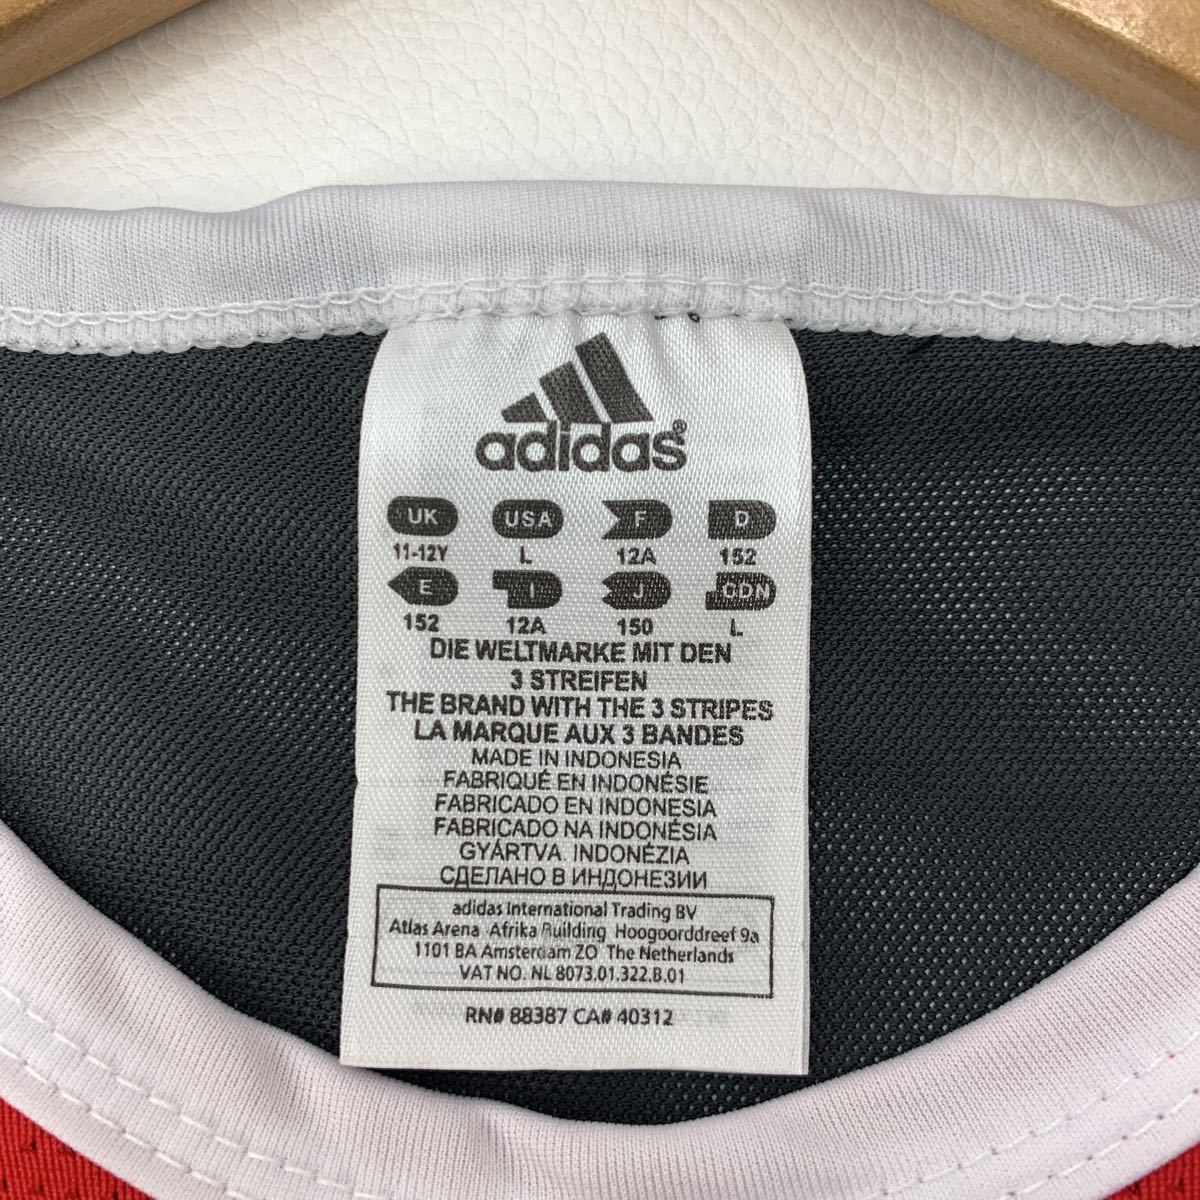 adidas®
UK USA F D
11-12Y L 12A 152
E I J CDN
152 12A 150 L
DIE WELTMARKE MIT DEN
3 STREIFEN
THE BRAND WITH THE 3 STRIPES
LA MARQUE AUX 3 BANDES
MADE IN INDONESIA
FABRIQUÉ EN INDONÉSIE
FABRICADO EN INDONESIA
FABRICADO NA INDONÉSIA
GYÁRTVA INDONÉZIA
СДЕЛАНО В ИНДОНЕЗИИ
adidas International Trading BV
Atlas Arena Afrika Building Hoogoorddreef 9a
1101 BA Amsterdam ZO The Netherlands
VAT NO. NL 8073.01.322.B.01
RN# 88387 CA# 40312